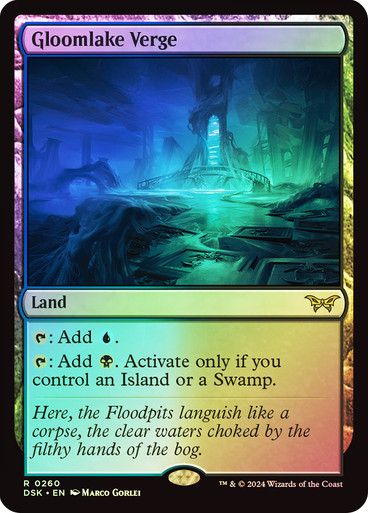 Gloomlake Verge
Land
: Add .
: Add . Activate only if you
control an Island or a Swamp.
Here, the Floodpits languish like a
corpse, the clear waters choked by the
filthy hands of the bog.
R 0260
DSK • EN Marco Gorlei
™ & © 2024 Wizards of the Coast